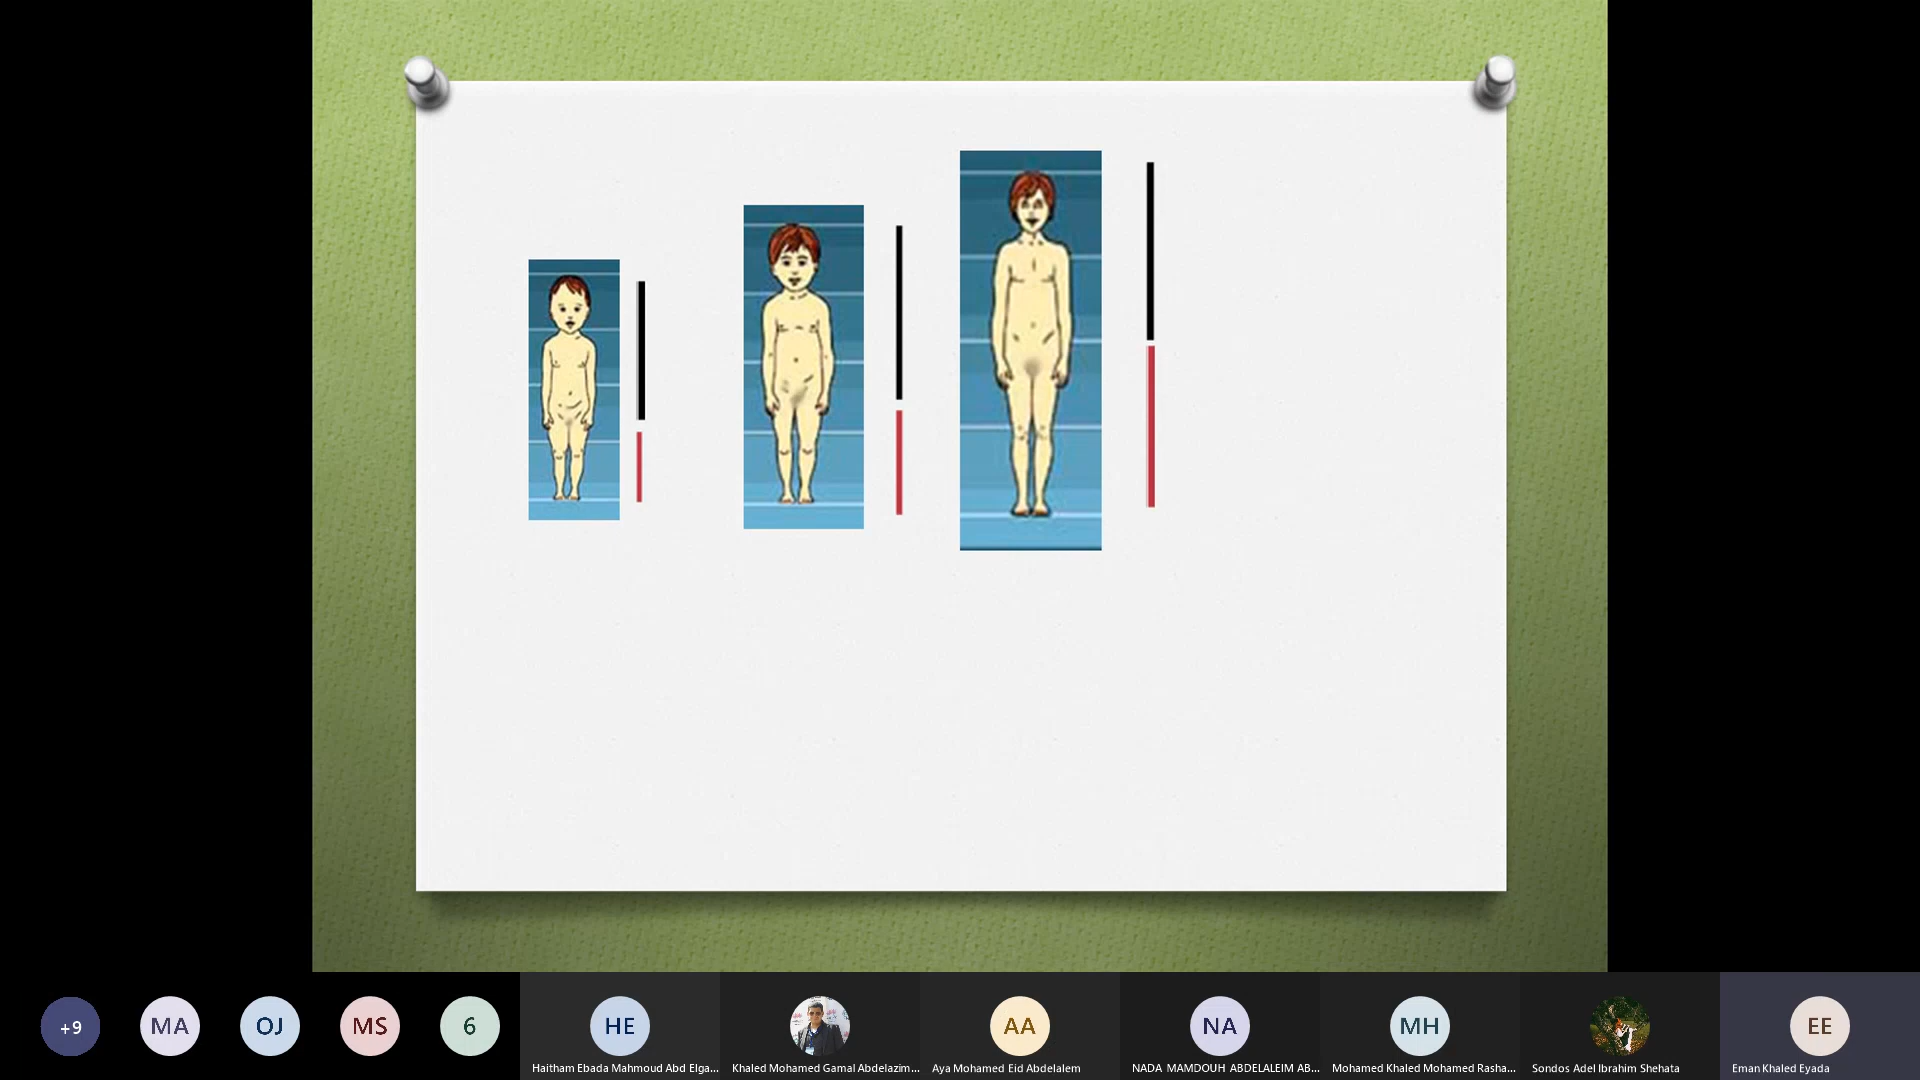 +9
MA
OJ
MS
6
HE
AA
NA
MH
EE
Haitham Ebada Mahmoud Abd Elga...
Khaled Mohamed Gamal Abdelazim...
Aya Mohamed Eid Abdelalem
NADA MAMDOUH ABDELALEIM AB...
Mohamed Khaled Mohamed Rasha...
Sondos Adel Ibrahim Shehata
Eman Khaled Eyada